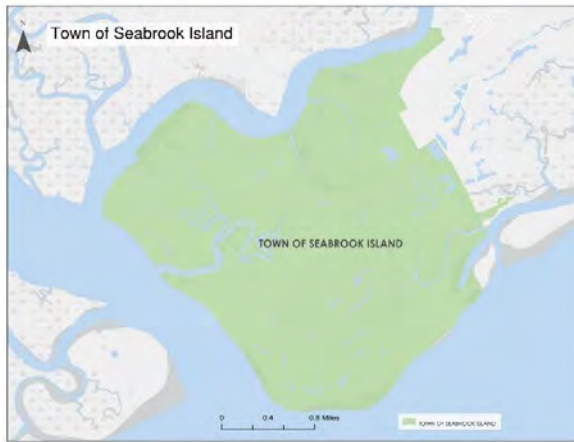 N
Town of Seabrook Island
TOWN OF SEABROOK ISLAND
0 0.4 0.8 Miles
TOWN OF SEABROOK ISLAND